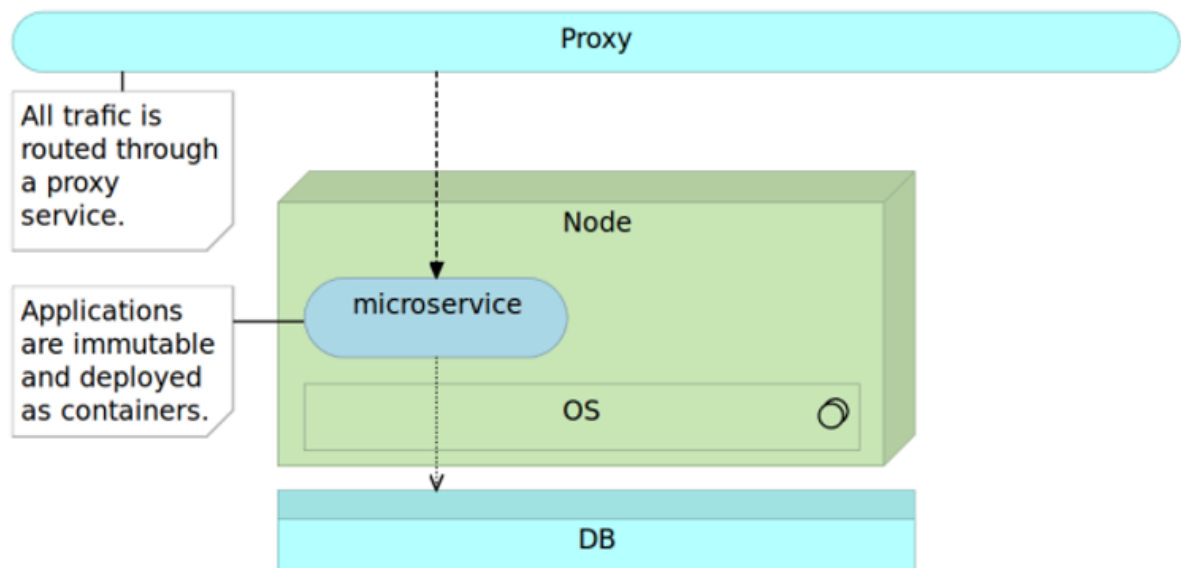 Proxy
All trafic is
routed through
a proxy
service.
Node
microservice
Applications
are immutable
and deployed
as containers.
OS
DB